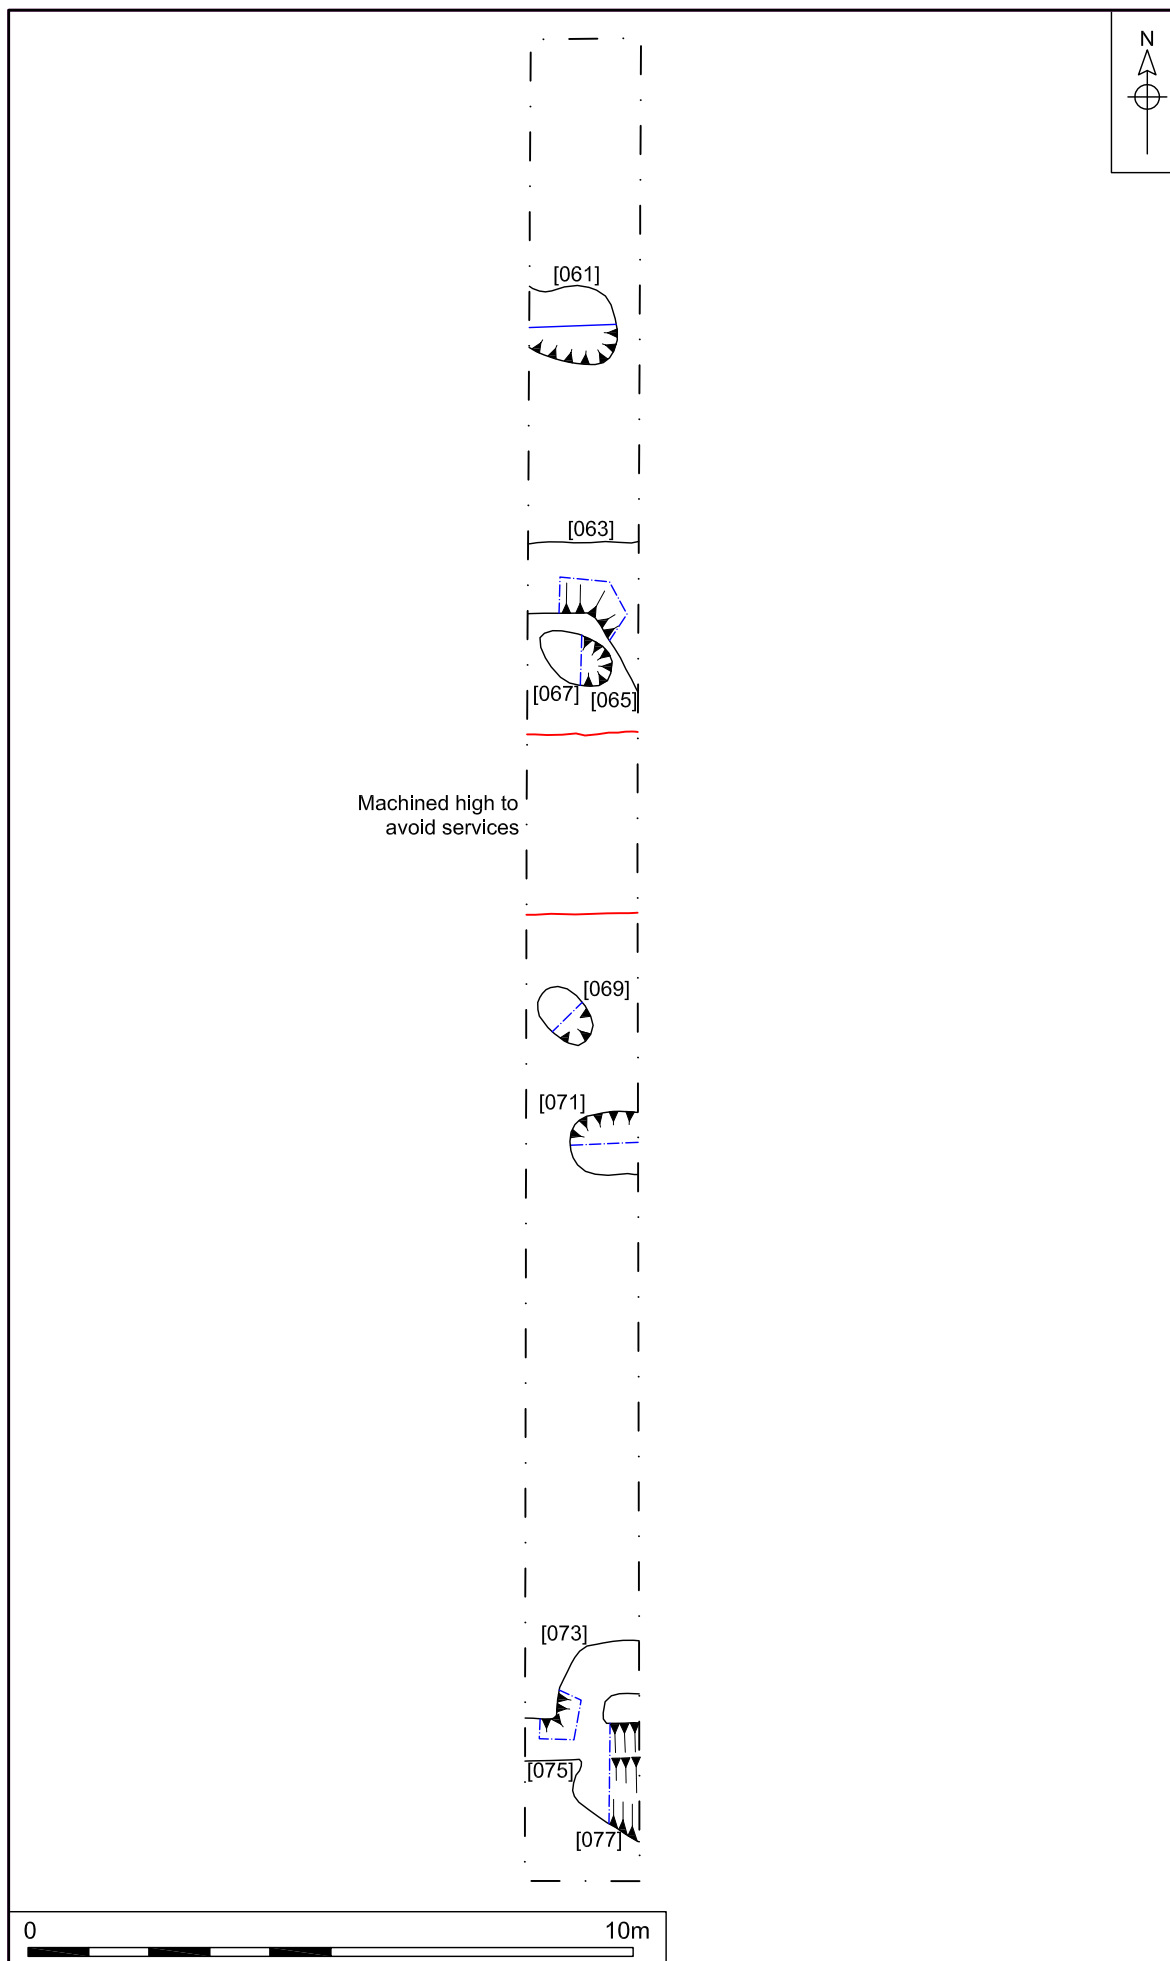 N
[061]
[063]
[067]
[065]
Machined high to
avoid services
[069]
[071]
[073]
[075]
[077]
0 10m